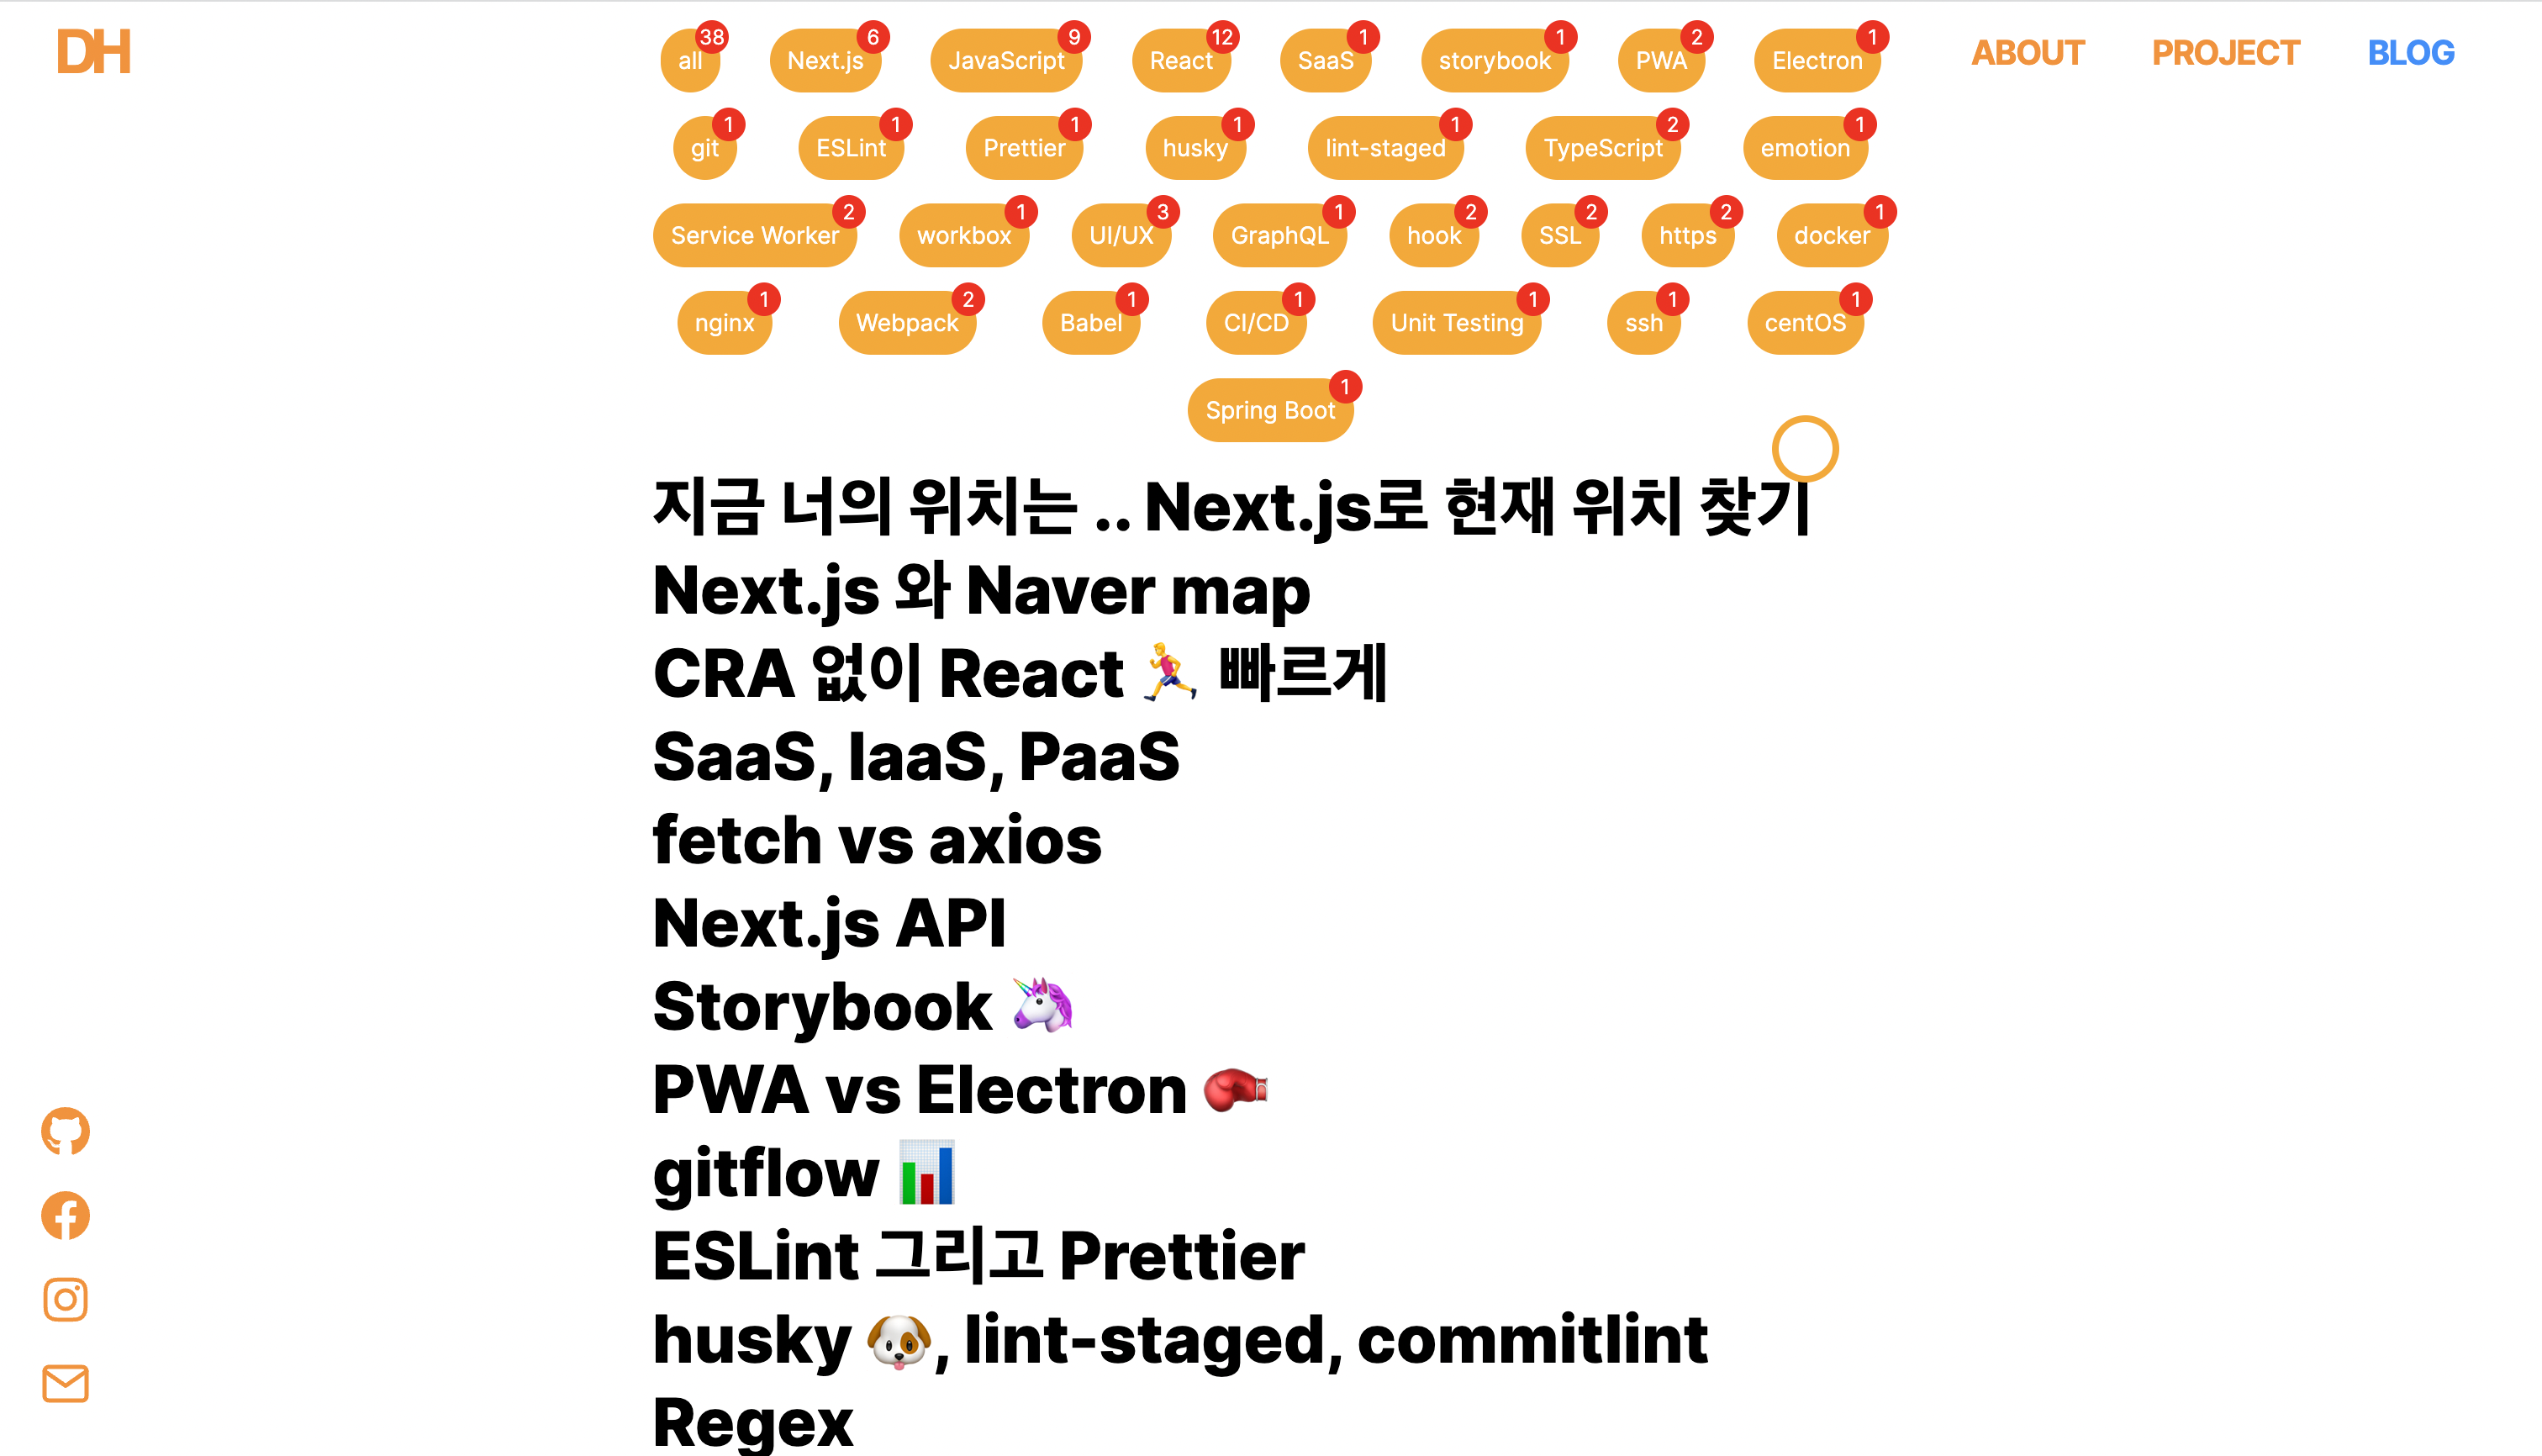 DH
ABOUT PROJECT BLOG
all 38 Next.js 6 JavaScript 9 React 12 SaaS 1 storybook 1 PWA 2 Electron 1
git 1 ESLint 1 Prettier 1 husky 1 lint-staged 1 TypeScript 2 emotion 1
Service Worker 2 workbox 1 UI/UX 3 GraphQL 1 hook 2 SSL 2 https 2 docker 1
nginx 1 Webpack 2 Babel 1 CI/CD 1 Unit Testing 1 ssh 1 centOS 1
Spring Boot 1
지금 너의 위치는 .. Next.js로 현재 위치 찾기
Next.js 와 Naver map
CRA 없이 React 🏃 빠르게
SaaS, IaaS, PaaS
fetch vs axios
Next.js API
Storybook 🦄
PWA vs Electron 🥊
gitflow 📊
ESLint 그리고 Prettier
husky 🐶, lint-staged, commitlint
Regex